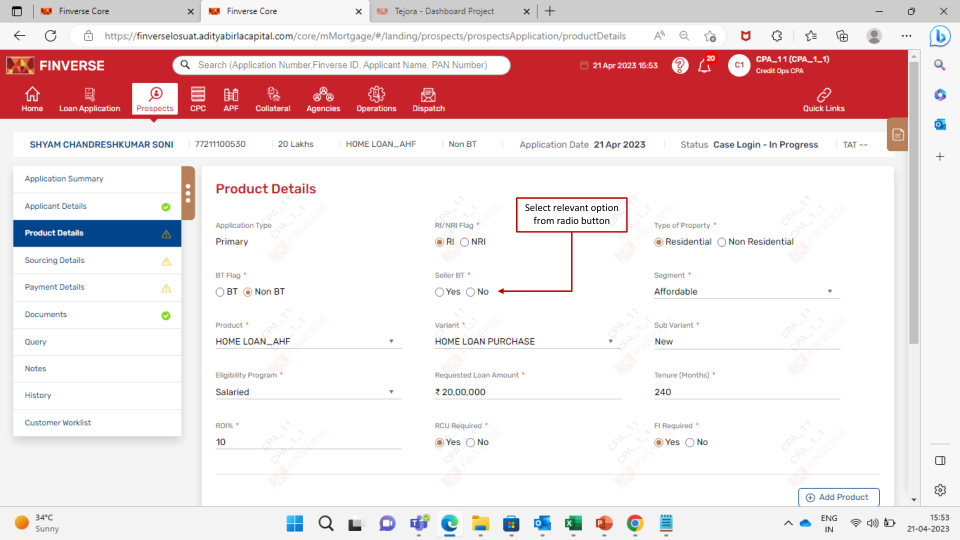 Finverse Core
Finverse Core
Tejora - Dashboard Project
https://finverselosuat.adityabirlacapital.com/core/mMortgage/#/landing/prospects/prospectsApplication/productDetails
FINVERSE
Search (Application Number,Finverse ID, Applicant Name, PAN Number)
21 Apr 2023 15:53
20
C1
CPA_11 (CPA_1_1)
Credit Ops CPA
Home
Loan Application
Prospects
CPC
APF
Collateral
Agencies
Operations
Dispatch
Quick Links
SHYAM CHANDRESHKUMAR SONI 77211100530 20 Lakhs HOME LOAN_AHF Non BT Application Date 21 Apr 2023 Status Case Login - In Progress TAT --
Application Summary
Applicant Details
Product Details
Sourcing Details
Payment Details
Documents
Query
Notes
History
Customer Worklist
Product Details
Select relevant option
from radio button
Application Type RI/NRI Flag * Type of Property *
Primary RI NRI Residential Non Residential
BT Flag * Seller BT * Segment *
BT Non BT Yes No Affordable
Product * Variant * Sub Variant *
HOME LOAN_AHF HOME LOAN PURCHASE New
Eligibility Program * Requested Loan Amount * Tenure (Months) *
Salaried ₹ 20,00,000 240
ROI% * RCU Required * FI Required *
10 Yes No Yes No
Add Product
34°C
Sunny
ENG
IN
15:53
21-04-2023